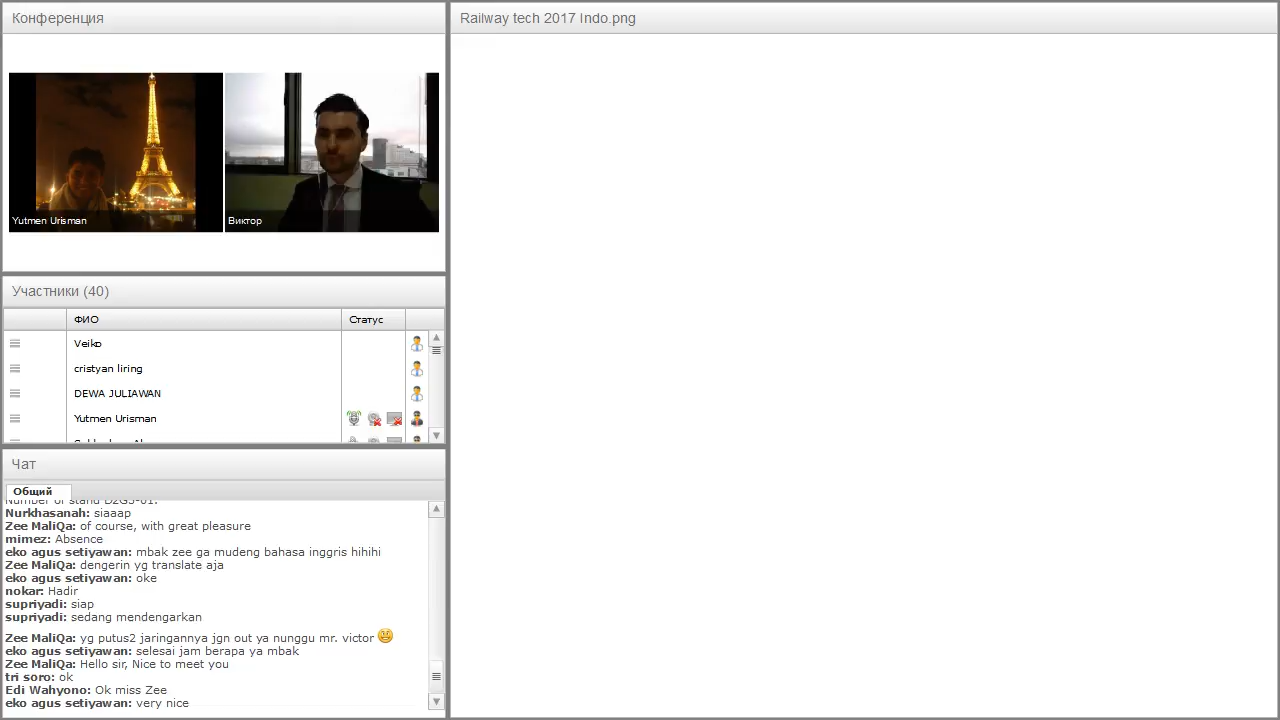 Конференция
Railway tech 2017 Indo.png
Yutmen Urisman
Виктор
Участники (40)
ФИО
Статус
Veiko
cristyan liring
DEWA JULIAWAN
Yutmen Urisman
Чат
Общий
Number of stand D2G5-01.
Nurkhasanah: siaaap
Zee MaliQa: of course, with great pleasure
mimez: Absence
eko agus setiyawan: mbak zee ga mudeng bahasa inggris hihihi
Zee MaliQa: dengerin yg translate aja
eko agus setiyawan: oke
nokar: Hadir
supriyadi: siap
supriyadi: sedang mendengarkan
Zee MaliQa: yg putus2 jaringannya jgn out ya nunggu mr. victor
eko agus setiyawan: selesai jam berapa ya mbak
Zee MaliQa: Hello sir, Nice to meet you
tri soro: ok
Edi Wahyono: Ok miss Zee
eko agus setiyawan: very nice